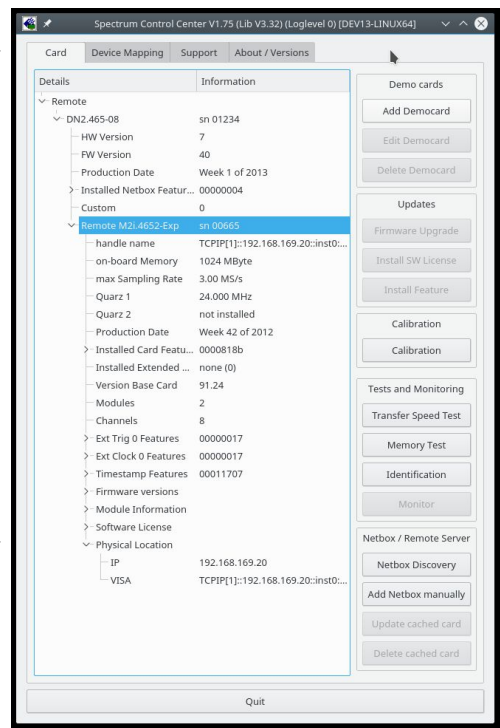 Spectrum Control Center V1.75 (Lib V3.32) (Loglevel 0) [DEV13-LINUX64]
Card Device Mapping Support About / Versions
Details Information
Remote
DN2.465-08 sn 01234
HW Version 7
FW Version 40
Production Date Week 1 of 2013
Installed Netbox Featur... 00000004
Custom 0
Remote M2i.4652-Exp sn 00665
handle name TCPIP[1]::192.168.169.20::inst0:...
on-board Memory 1024 MByte
max Sampling Rate 3.00 MS/s
Quarz 1 24.000 MHz
Quarz 2 not installed
Production Date Week 42 of 2012
Installed Card Featu... 0000818b
Installed Extended ... none (0)
Version Base Card 91.24
Modules 2
Channels 8
Ext Trig 0 Features 00000017
Ext Clock 0 Features 00000017
Timestamp Features 00011707
Firmware versions
Module Information
Software License
Physical Location
IP 192.168.169.20
VISA TCPIP[1]::192.168.169.20::inst0:...
Demo cards
Add Democard
Edit Democard
Delete Democard
Updates
Firmware Upgrade
Install SW License
Install Feature
Calibration
Calibration
Tests and Monitoring
Transfer Speed Test
Memory Test
Identification
Monitor
Netbox / Remote Server
Netbox Discovery
Add Netbox manually
Update cached card
Delete cached card
Quit